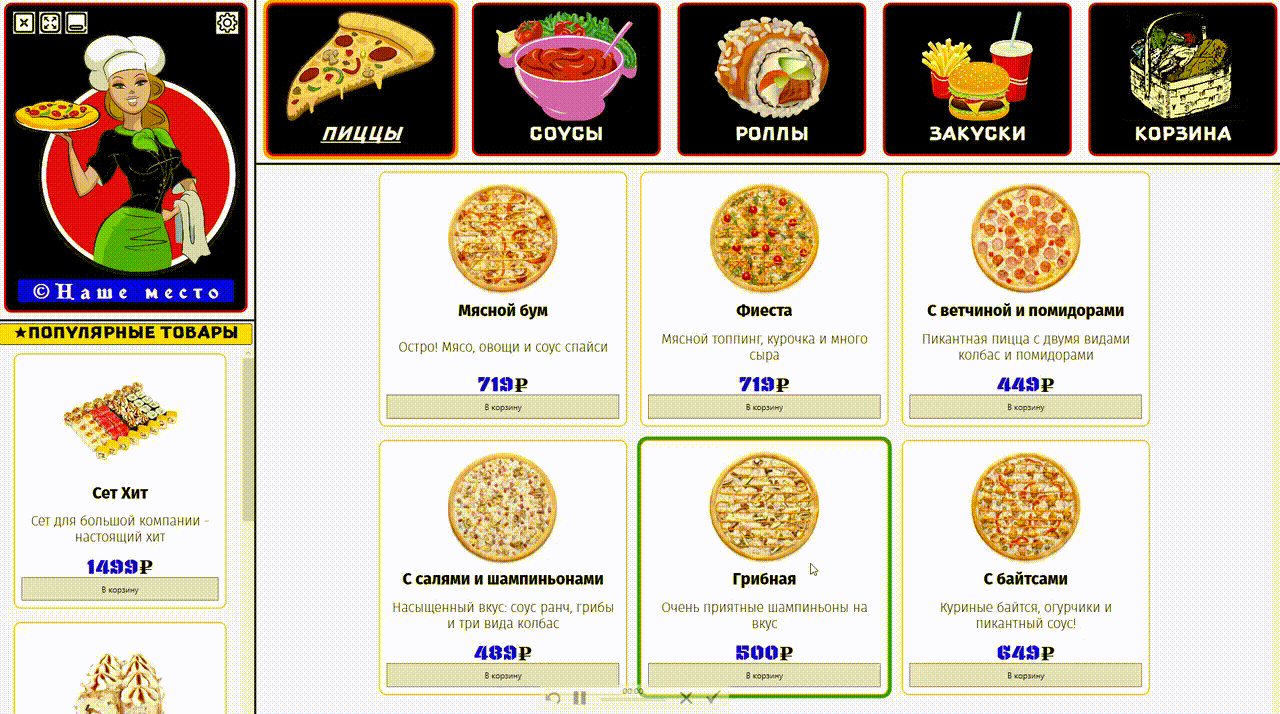 ПИЦЦЫ
СОУСЫ
РОЛЛЫ
ЗАКУСКИ
КОРЗИНА
©Наше место
★ПОПУЛЯРНЫЕ ТОВАРЫ
Сет Хит
Сет для большой компании -
настоящий хит
1499₽
В корзину
Мясной бум
Остро! Мясо, овощи и соус спайси
719₽
В корзину
Фиеста
Мясной топпинг, курочка и много
сыра
719₽
В корзину
С ветчиной и помидорами
Пикантная пицца с двумя видами
колбас и помидорами
449₽
В корзину
С салями и шампиньонами
Насыщенный вкус: соус ранч, грибы
и три вида колбас
489₽
В корзину
Грибная
Очень приятные шампиньоны на
вкус
500₽
В корзину
С байтсами
Куриные байтся, огурчики и
пикантный соус!
649₽
В корзину
00:00